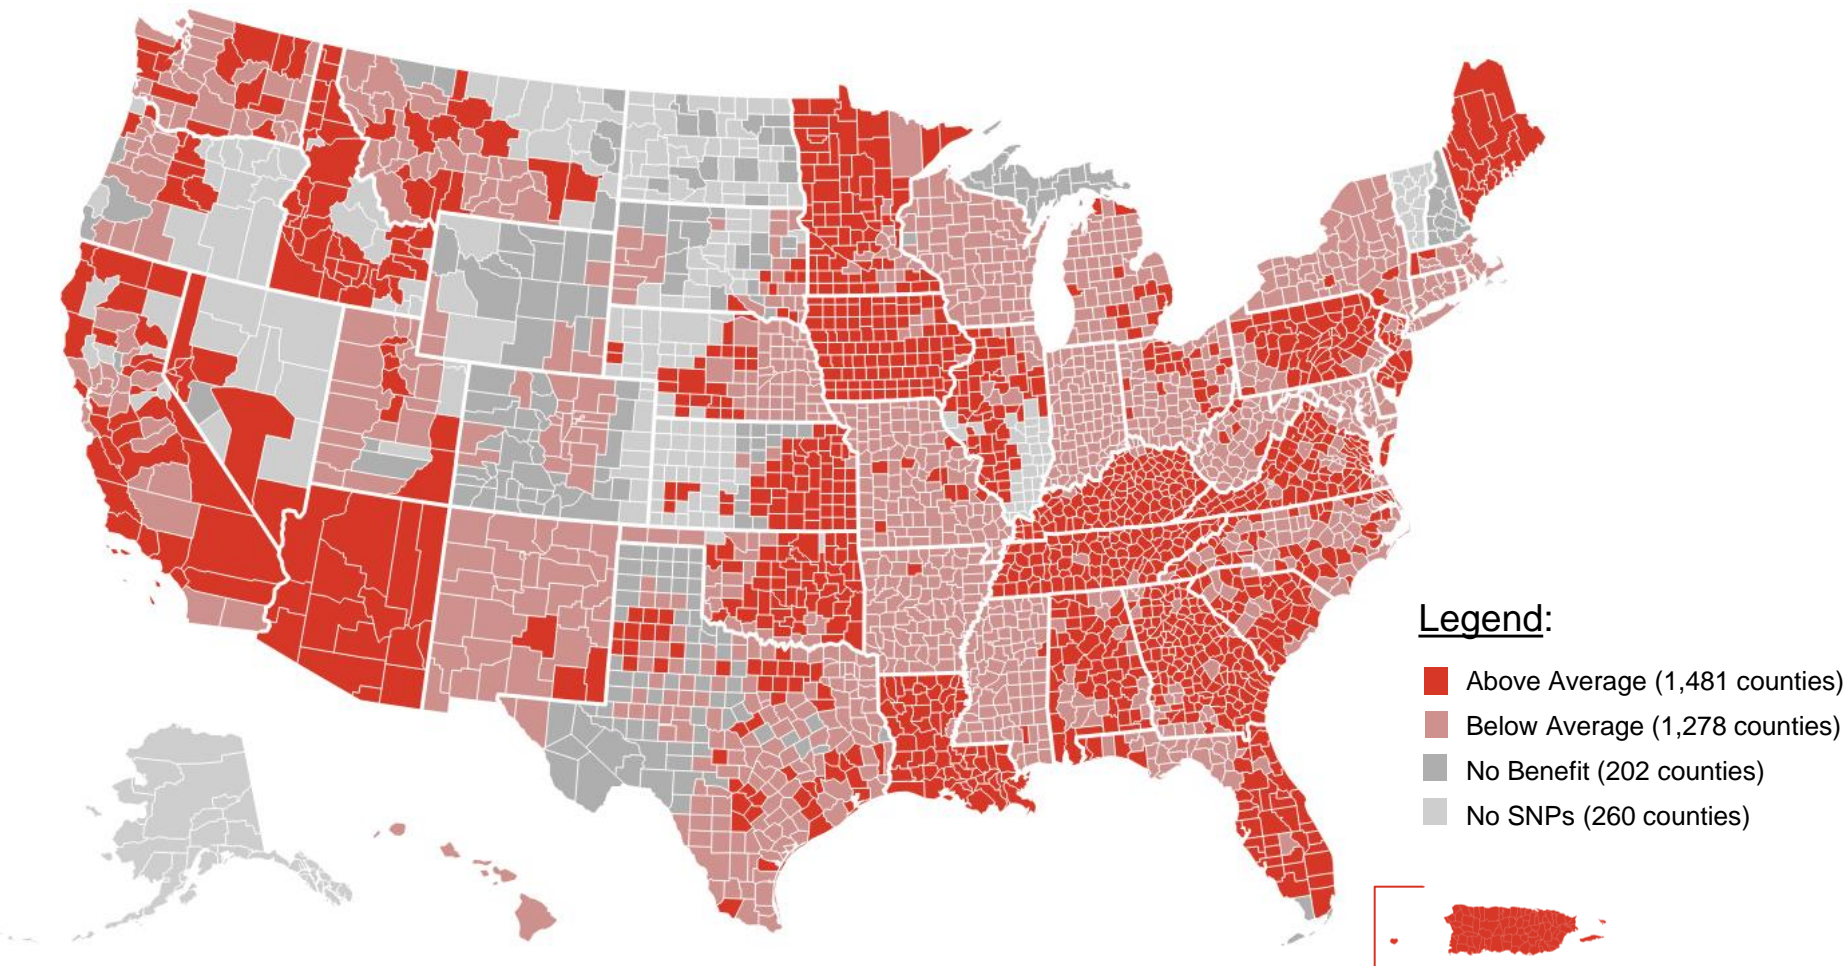 Legend:
Above Average (1,481 counties)
Below Average (1,278 counties)
No Benefit (202 counties)
No SNPs (260 counties)